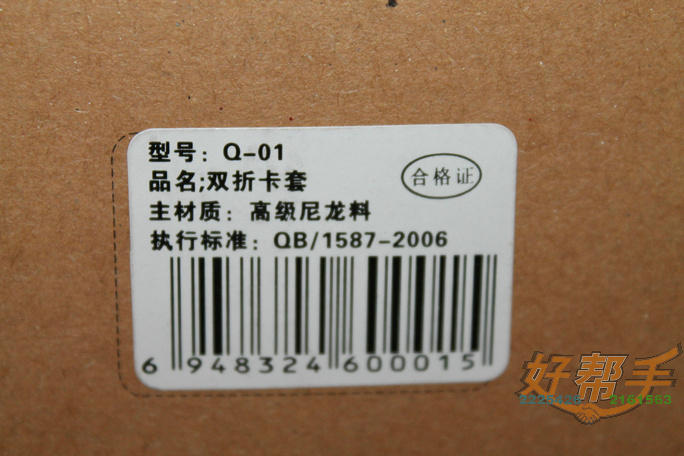 型号：Q-01
品名;双折卡套
合格证
主材质：高级尼龙料
执行标准：QB/1587-2006
6 948324 600015
好帮手
2161563